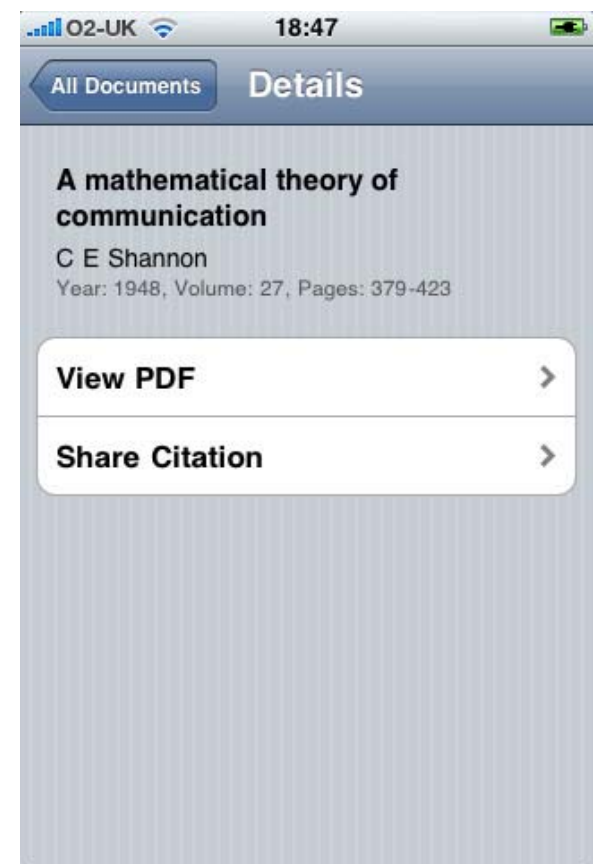 O2-UK 18:47
All Documents Details
A mathematical theory of
communication
C E Shannon
Year: 1948, Volume: 27, Pages: 379-423
View PDF
Share Citation